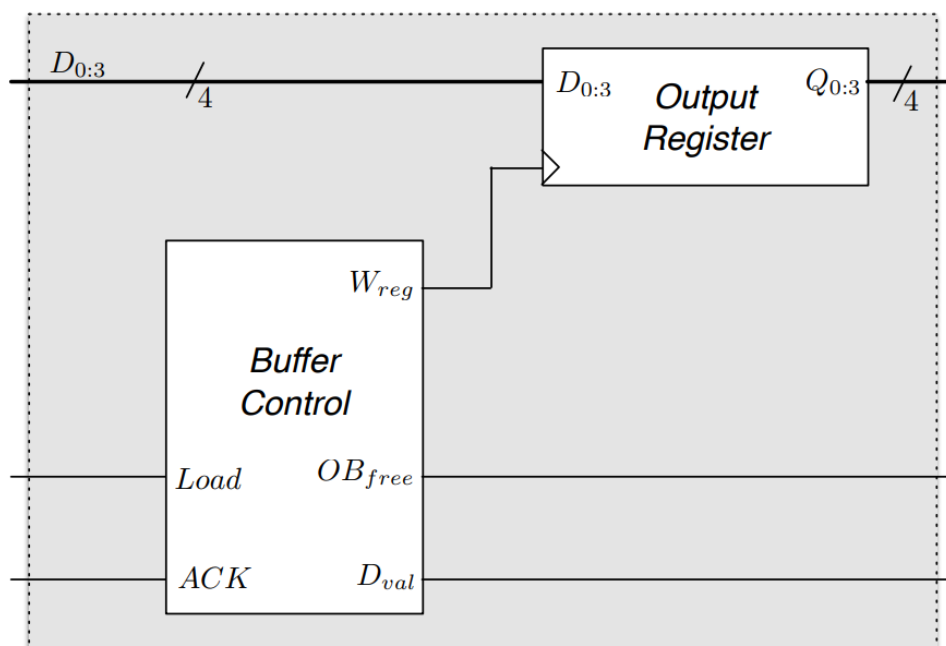 D0:3
4
D0:3
Output
Register
Q0:3
4
Wreg
Buffer
Control
Load
OBfree
ACK
Dval